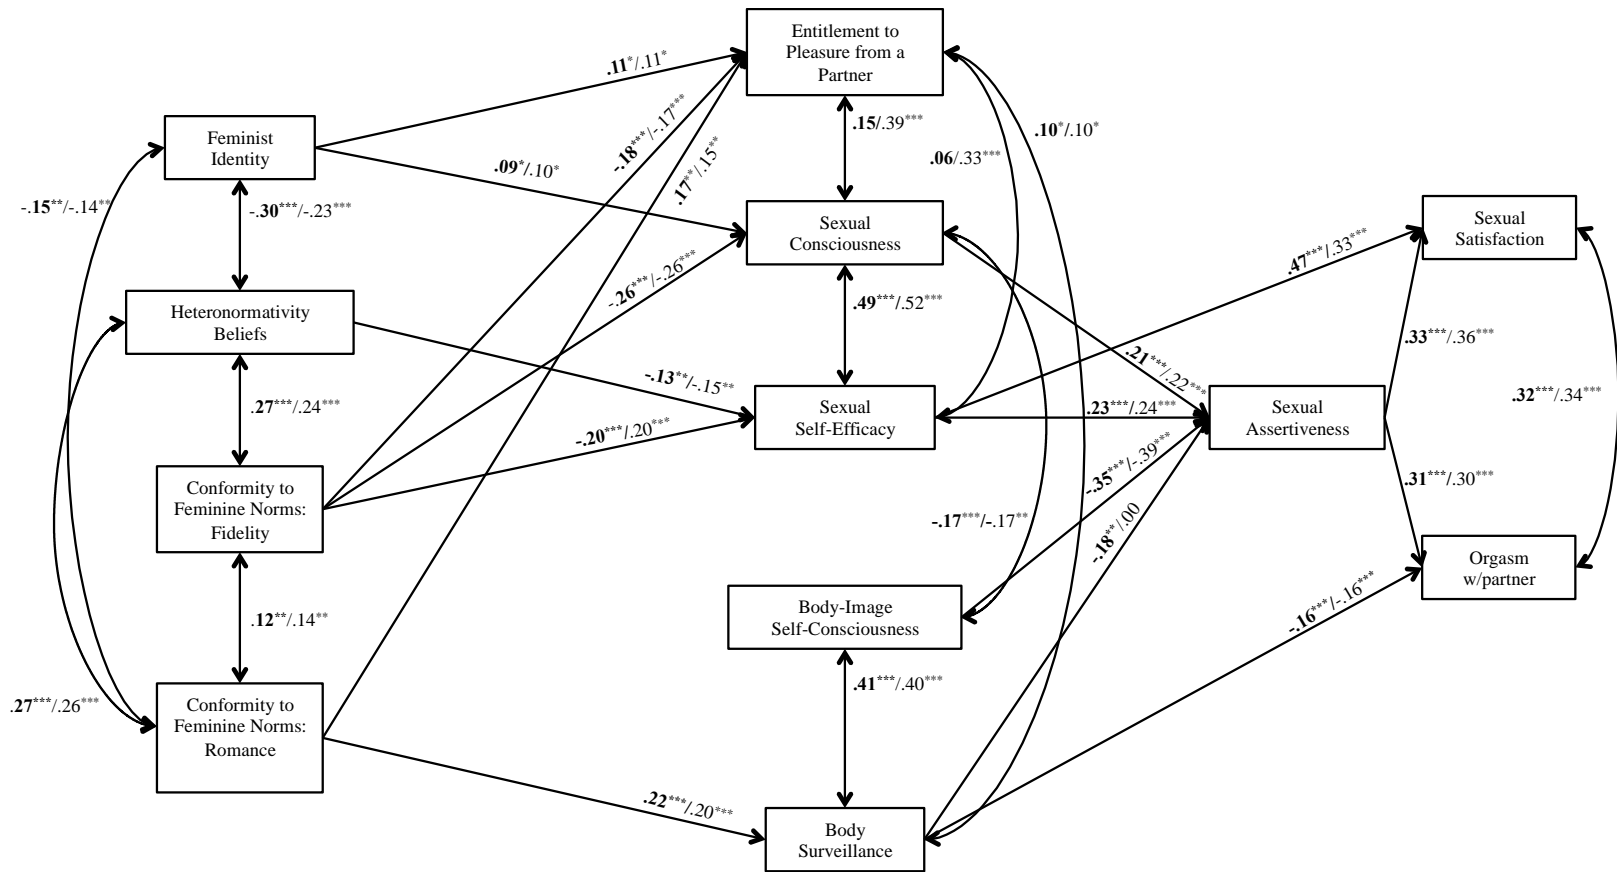 Entitlement to
Pleasure from a
Partner
.11*/.11*
-.18***/-.17***
.17**/.15**
.15/.39***
.06/.33***
.10*/.10*
Feminist
Identity
.09*/.10*
-.15**/-.14**
-.30***/-.23***
Sexual
Consciousness
Sexual
Satisfaction
-.26***/-.26***
.47***/.33***
Heteronormativity
Beliefs
.49***/.52***
.33***/.36***
.21***/.22***
-.13**/-.15**
.27***/.24***
Sexual
Self-Efficacy
.23***/.24***
Sexual
Assertiveness
.32***/.34***
-.20***/.20***
-.35***/-.39***
.31***/.30***
Conformity to
Feminine Norms:
Fidelity
-.17***/-.17**
-.18**/.00
Orgasm
w/partner
.12**/.14**
Body-Image
Self-Consciousness
-.16***/-.16***
.27***/.26***
Conformity to
Feminine Norms:
Romance
.41***/.40***
.22***/.20***
Body
Surveillance